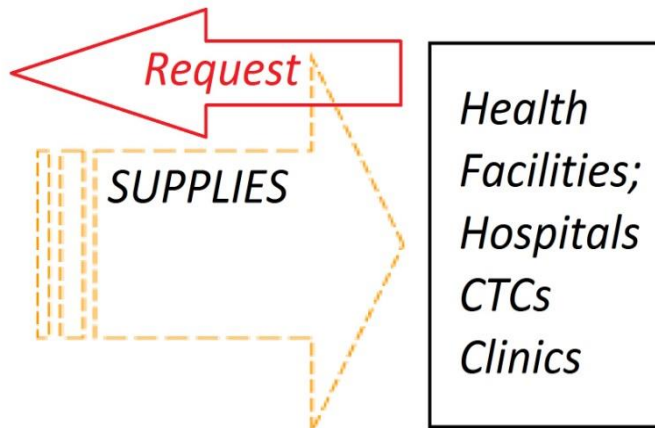 Request
SUPPLIES
Health
Facilities;
Hospitals
CTCs
Clinics